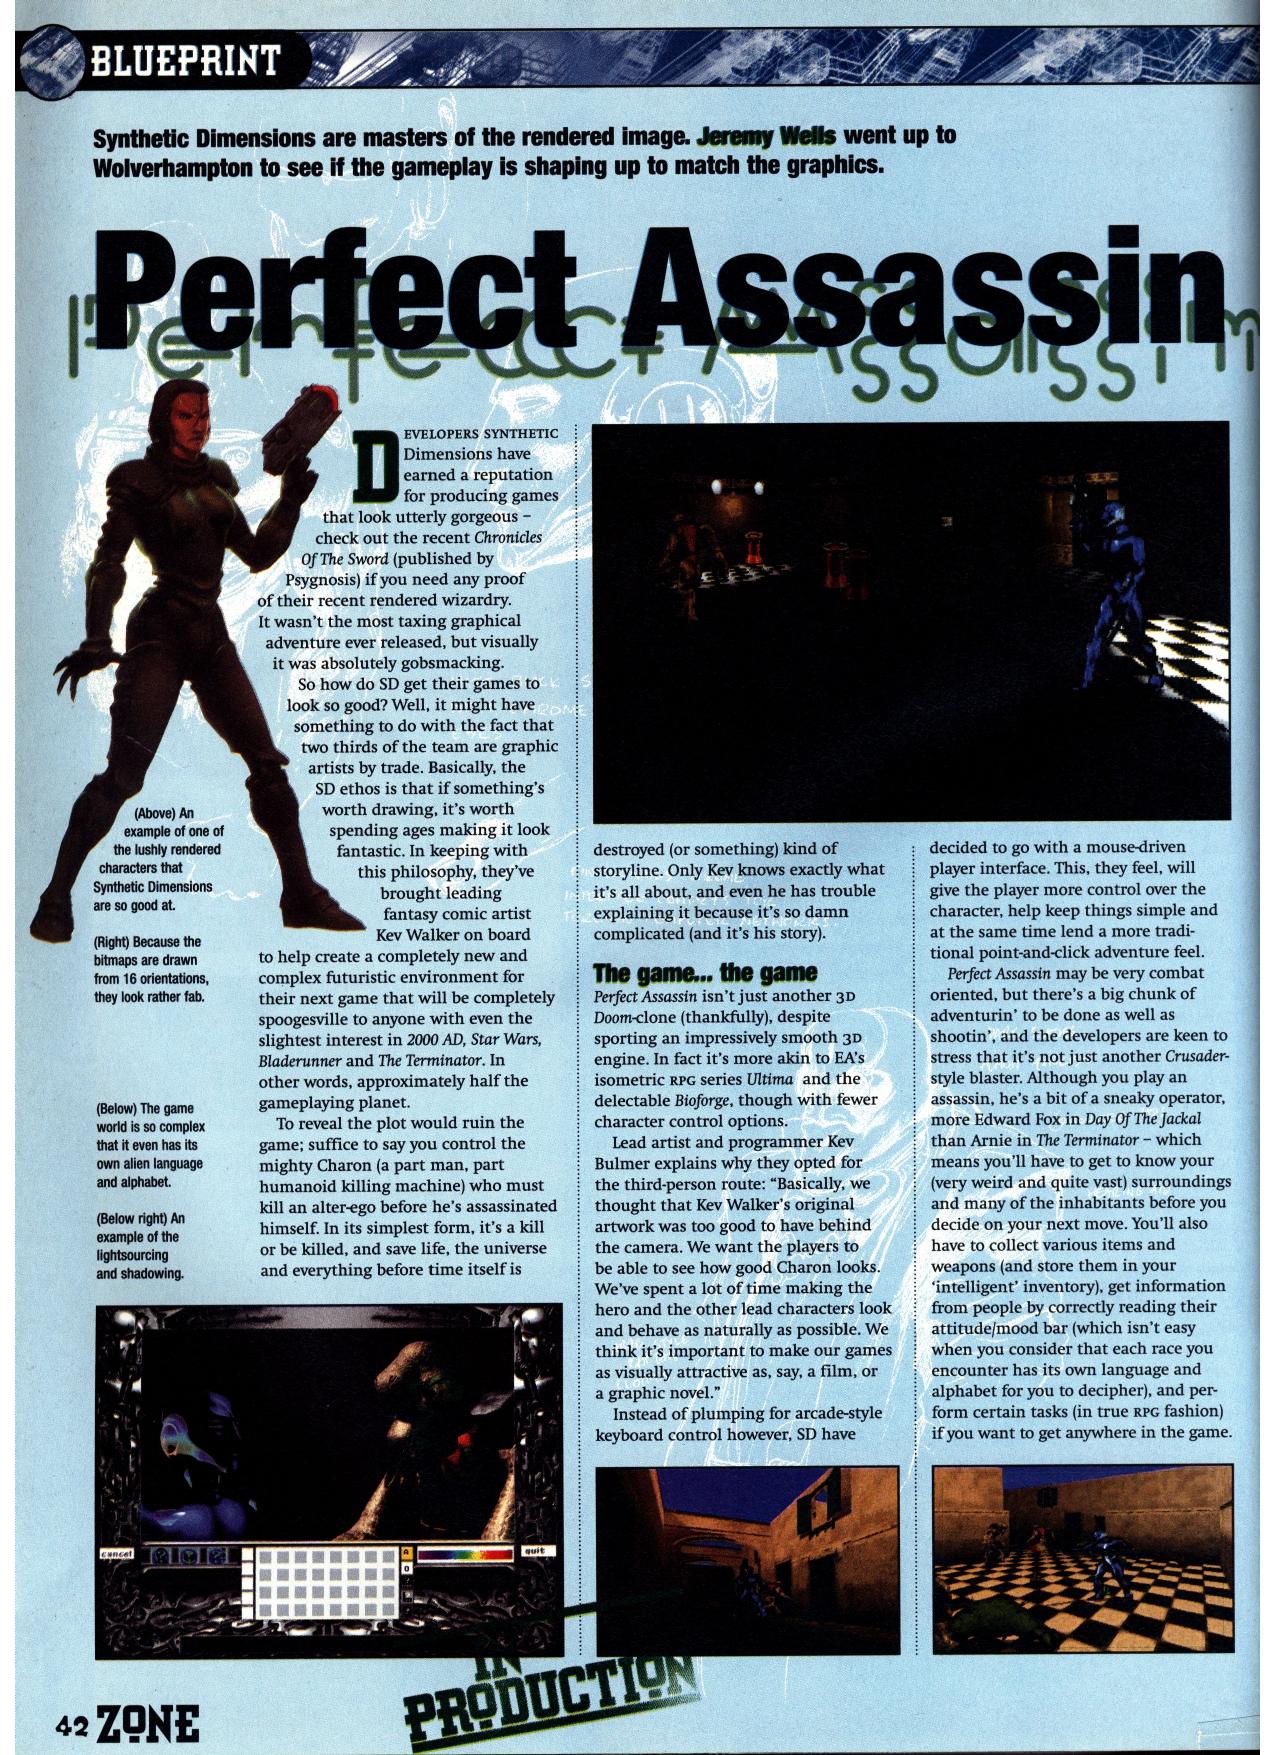 BLUEPRINT
Synthetic Dimensions are masters of the rendered image. Jeremy Wells went up to
Wolverhampton to see if the gameplay is shaping up to match the graphics.
Perfect Assassin
Perfect Assassin
DEVELOPERS SYNTHETIC
Dimensions have
earned a reputation
for producing games
that look utterly gorgeous –
check out the recent Chronicles
Of The Sword (published by
Psygnosis) if you need any proof
of their recent rendered wizardry.
It wasn't the most taxing graphical
adventure ever released, but visually
it was absolutely gobsmacking.
So how do SD get their games to
look so good? Well, it might have
something to do with the fact that
two thirds of the team are graphic
artists by trade. Basically, the
SD ethos is that if something's
worth drawing, it's worth
spending ages making it look
fantastic. In keeping with
this philosophy, they've
brought leading
fantasy comic artist
Kev Walker on board
to help create a completely new and
complex futuristic environment for
their next game that will be completely
spoogesville to anyone with even the
slightest interest in 2000 AD, Star Wars,
Bladerunner and The Terminator. In
other words, approximately half the
gameplaying planet.
To reveal the plot would ruin the
game; suffice to say you control the
mighty Charon (a part man, part
humanoid killing machine) who must
kill an alter-ego before he's assassinated
himself. In its simplest form, it's a kill
or be killed, and save life, the universe
and everything before time itself is
(Above) An
example of one of
the lushly rendered
characters that
Synthetic Dimensions
are so good at.
(Right) Because the
bitmaps are drawn
from 16 orientations,
they look rather fab.
(Below) The game
world is so complex
that it even has its
own alien language
and alphabet.
(Below right) An
example of the
lightsourcing
and shadowing.
destroyed (or something) kind of
storyline. Only Kev knows exactly what
it's all about, and even he has trouble
explaining it because it's so damn
complicated (and it's his story).
The game... the game
Perfect Assassin isn't just another 3D
Doom-clone (thankfully), despite
sporting an impressively smooth 3D
engine. In fact it's more akin to EA's
isometric RPG series Ultima and the
delectable Bioforge, though with fewer
character control options.
Lead artist and programmer Kev
Bulmer explains why they opted for
the third-person route: “Basically, we
thought that Kev Walker's original
artwork was too good to have behind
the camera. We want the players to
be able to see how good Charon looks.
We've spent a lot of time making the
hero and the other lead characters look
and behave as naturally as possible. We
think it's important to make our games
as visually attractive as, say, a film, or
a graphic novel.”
Instead of plumping for arcade-style
keyboard control however, SD have
decided to go with a mouse-driven
player interface. This, they feel, will
give the player more control over the
character, help keep things simple and
at the same time lend a more tradi-
tional point-and-click adventure feel.
Perfect Assassin may be very combat
oriented, but there's a big chunk of
adventurin' to be done as well as
shootin', and the developers are keen to
stress that it's not just another Crusader-
style blaster. Although you play an
assassin, he's a bit of a sneaky operator,
more Edward Fox in Day Of The Jackal
than Arnie in The Terminator – which
means you'll have to get to know your
(very weird and quite vast) surroundings
and many of the inhabitants before you
decide on your next move. You'll also
have to collect various items and
weapons (and store them in your
'intelligent' inventory), get information
from people by correctly reading their
attitude/mood bar (which isn't easy
when you consider that each race you
encounter has its own language and
alphabet for you to decipher), and per-
form certain tasks (in true RPG fashion)
if you want to get anywhere in the game.
cancel
quit
IN
PRODUCTION
42 ZONE